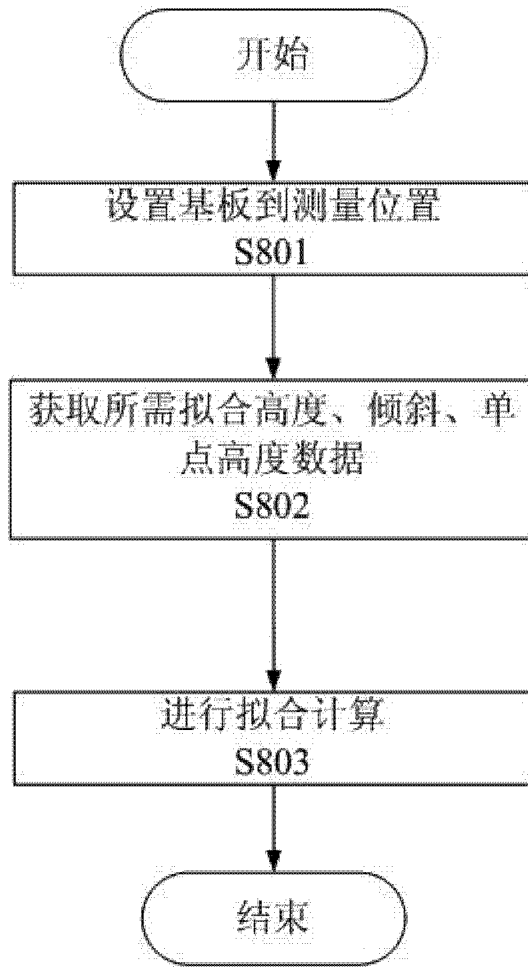 开始
设置基板到测量位置
S801
获取所需拟合高度、倾斜、单
点高度数据
S802
进行拟合计算
S803
结束